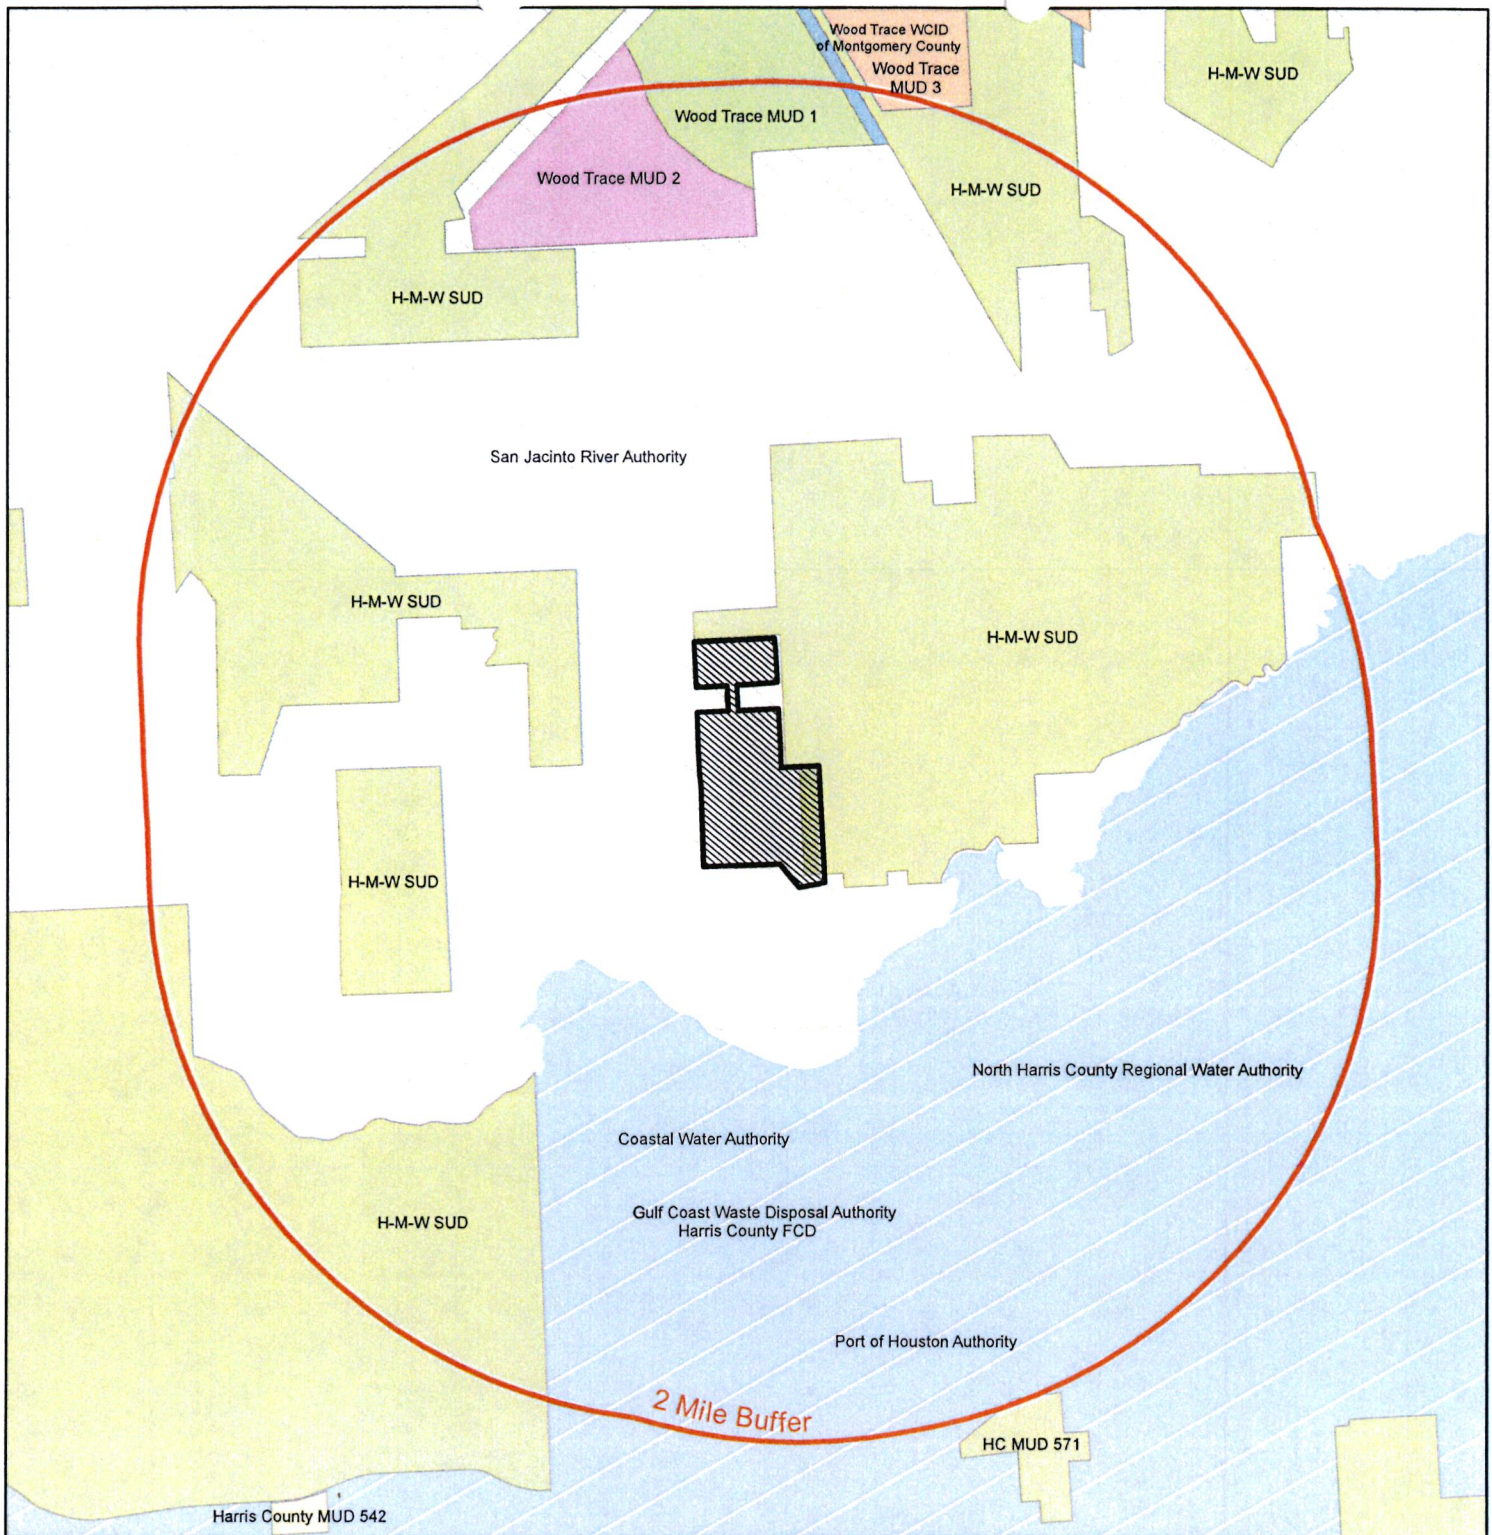 Wood Trace WCID
of Montgomery County
Wood Trace
MUD 3
H-M-W SUD
Wood Trace MUD 1
Wood Trace MUD 2
H-M-W SUD
H-M-W SUD
San Jacinto River Authority
H-M-W SUD
H-M-W SUD
H-M-W SUD
North Harris County Regional Water Authority
Coastal Water Authority
Gulf Coast Waste Disposal Authority
Harris County FCD
H-M-W SUD
Port of Houston Authority
2 Mile Buffer
HC MUD 571
Harris County MUD 542